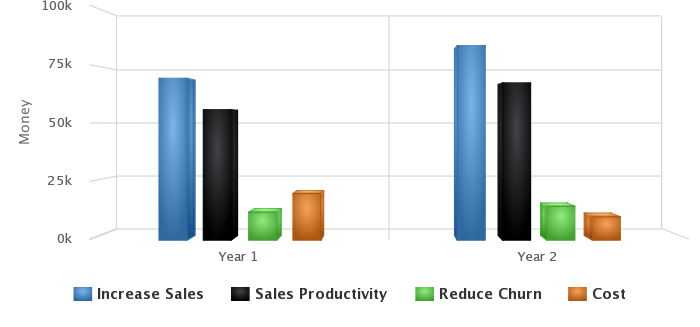 100k
75k
50k
25k
0k
Money
Year 1 Year 2
Increase Sales Sales Productivity Reduce Churn Cost